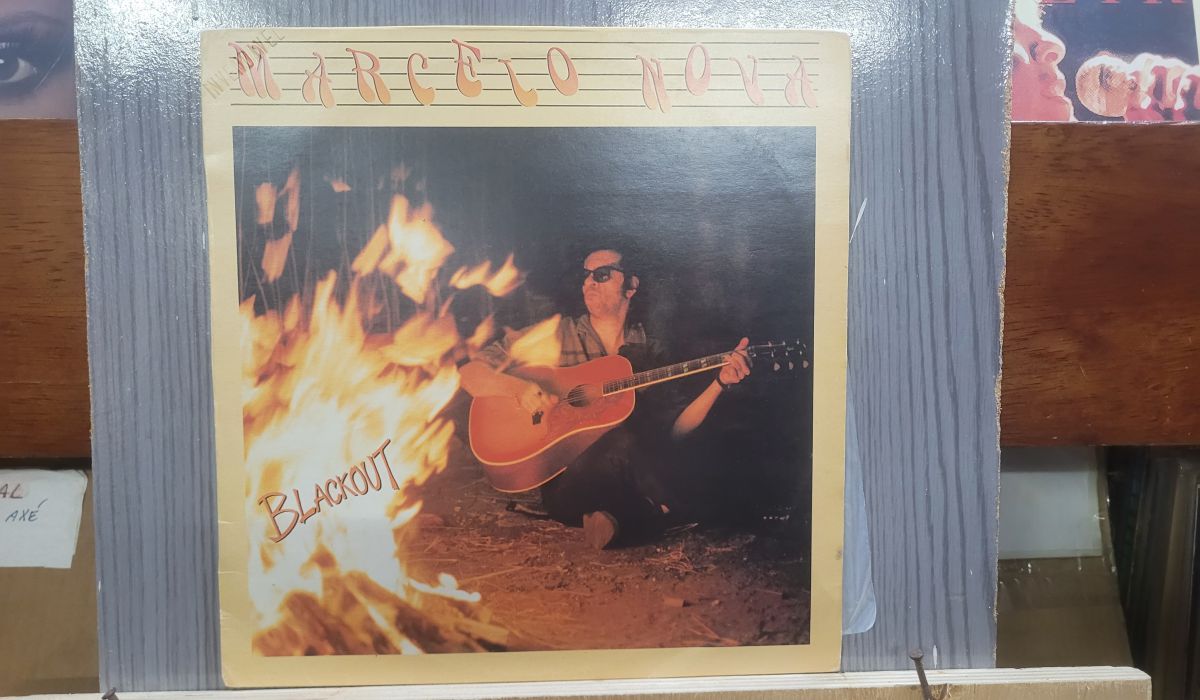 MARCELO NOVA
BLACKOUT
AL
AXÉ